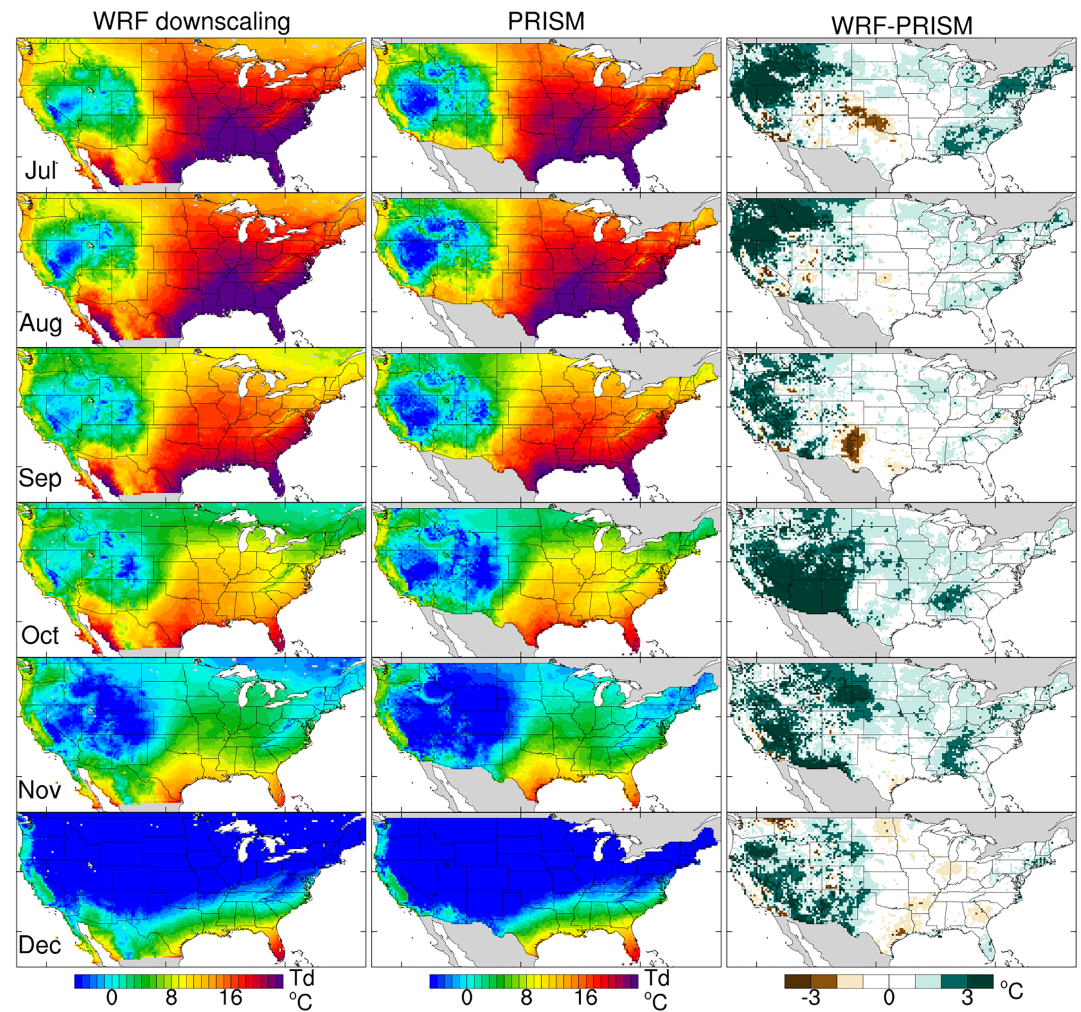 WRF downscaling PRISM WRF-PRISM
Jul
Aug
Sep
Oct
Nov
Dec
0 8 16 Td °C 0 8 16 Td °C -3 0 3 °C